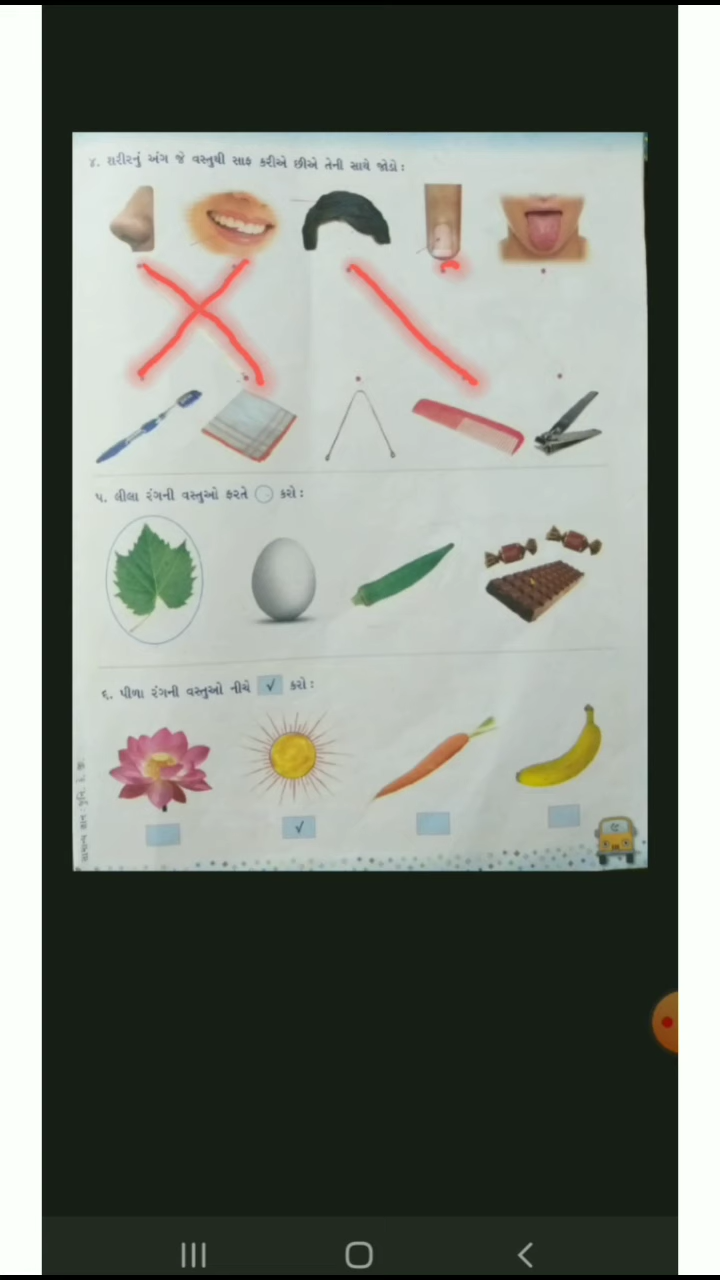 ૪. શરીરનું અંગ જે વસ્તુથી સાફ કરીએ છીએ તેની સાથે જોડો :
૫. લીલા રંગની વસ્તુઓ ફરતે ◯ કરો :
૬. પીળા રંગની વસ્તુઓ નીચે ✓ કરો :
✓